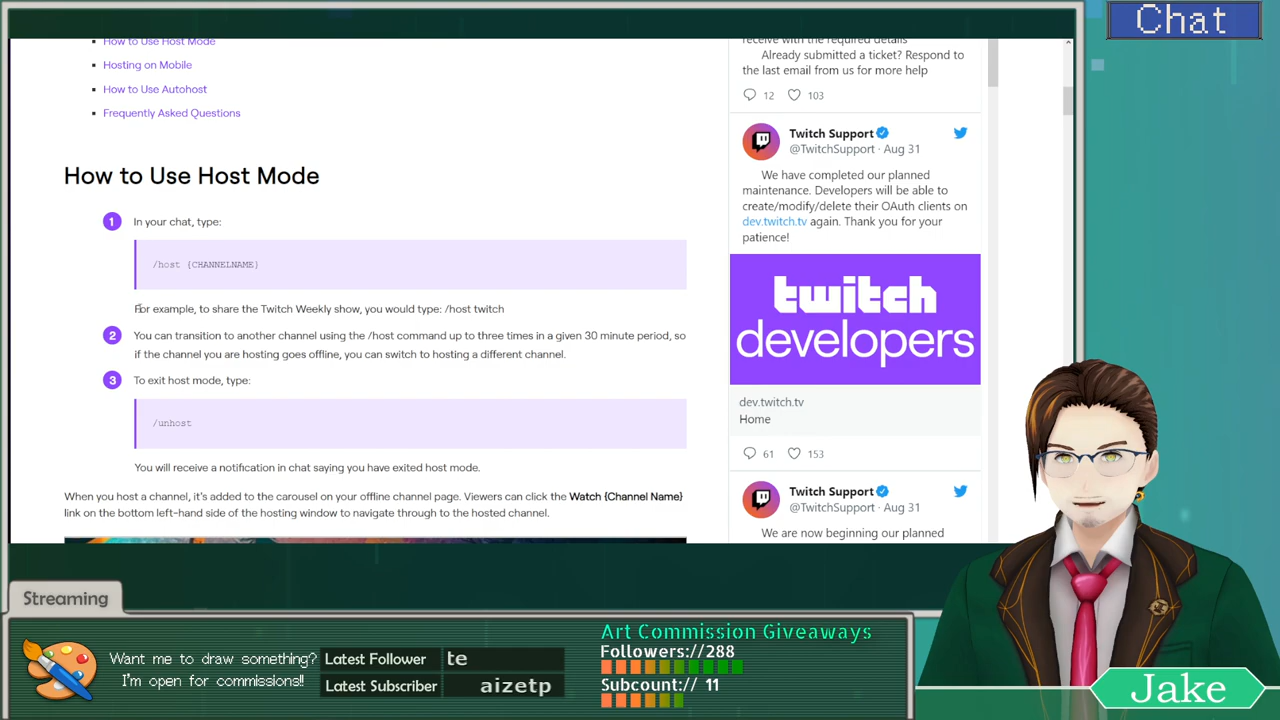 Chat
How to Use Host Mode
Hosting on Mobile
How to Use Autohost
Frequently Asked Questions
How to Use Host Mode
1 In your chat, type:
/host {CHANNELNAME}
For example, to share the Twitch Weekly show, you would type: /host twitch
2 You can transition to another channel using the /host command up to three times in a given 30 minute period, so
if the channel you are hosting goes offline, you can switch to hosting a different channel.
3 To exit host mode, type:
/unhost
You will receive a notification in chat saying you have exited host mode.
When you host a channel, it's added to the carousel on your offline channel page. Viewers can click the Watch {Channel Name}
link on the bottom left-hand side of the hosting window to navigate through to the hosted channel.
receive with the required details
Already submitted a ticket? Respond to
the last email from us for more help
12 103
Twitch Support
@TwitchSupport · Aug 31
We have completed our planned
maintenance. Developers will be able to
create/modify/delete their OAuth clients on
dev.twitch.tv again. Thank you for your
patience!
twitch
developers
dev.twitch.tv
Home
61 153
Twitch Support
@TwitchSupport · Aug 31
We are now beginning our planned
Streaming
Want me to draw something?
I'm open for commissions!!
Latest Follower te
Latest Subscriber aizetp
Art Commission Giveaways
Followers://288
Subcount:// 11
Jake